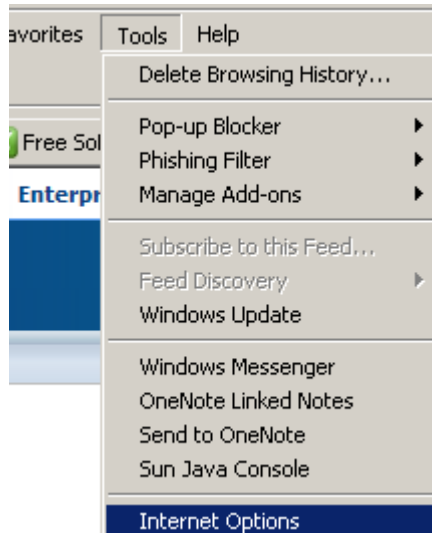 avorites Tools Help
Delete Browsing History...
Pop-up Blocker
Free Sol
Phishing Filter
Enterpr
Manage Add-ons
Subscribe to this Feed...
Feed Discovery
Windows Update
Windows Messenger
OneNote Linked Notes
Send to OneNote
Sun Java Console
Internet Options